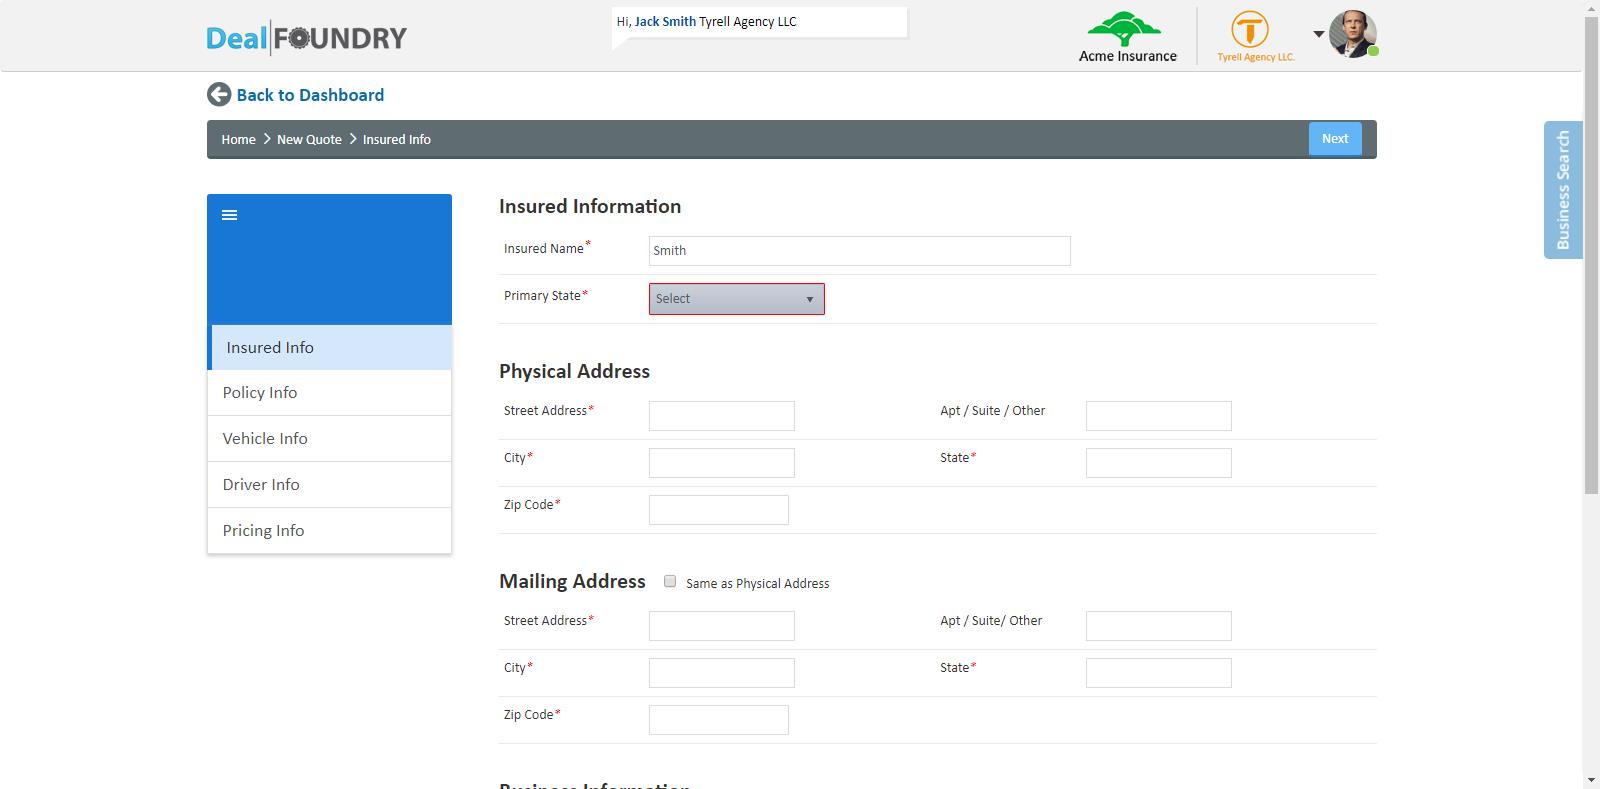 Deal FOUNDRY
Hi, Jack Smith Tyrell Agency LLC
Acme Insurance
Tyrell Agency LLC.
Back to Dashboard
Home > New Quote > Insured Info
Next
Business Search
Insured Info
Policy Info
Vehicle Info
Driver Info
Pricing Info
Insured Information
Insured Name* Smith
Primary State* Select
Physical Address
Street Address* Apt / Suite / Other
City* State*
Zip Code*
Mailing Address Same as Physical Address
Street Address* Apt / Suite/ Other
City* State*
Zip Code*
Business Information